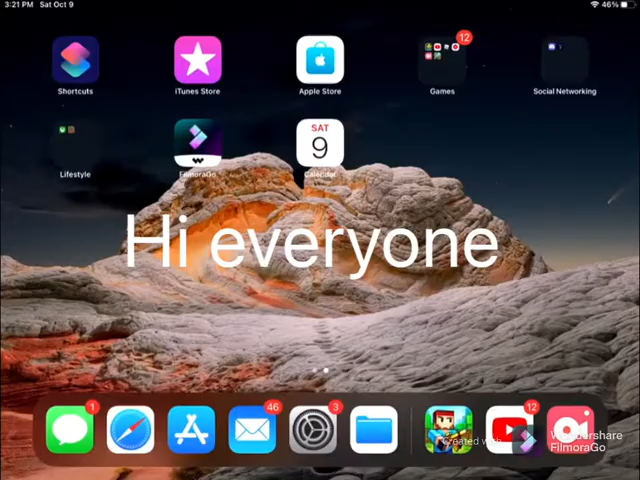 3:21 PM Sat Oct 9
46%
12
Shortcuts
iTunes Store
Apple Store
Games
Social Networking
SAT
9
Lifestyle
FilmoraGo
Calendar
Hi everyone
1
46
3
12
Created with
Wondershare
FilmoraGo